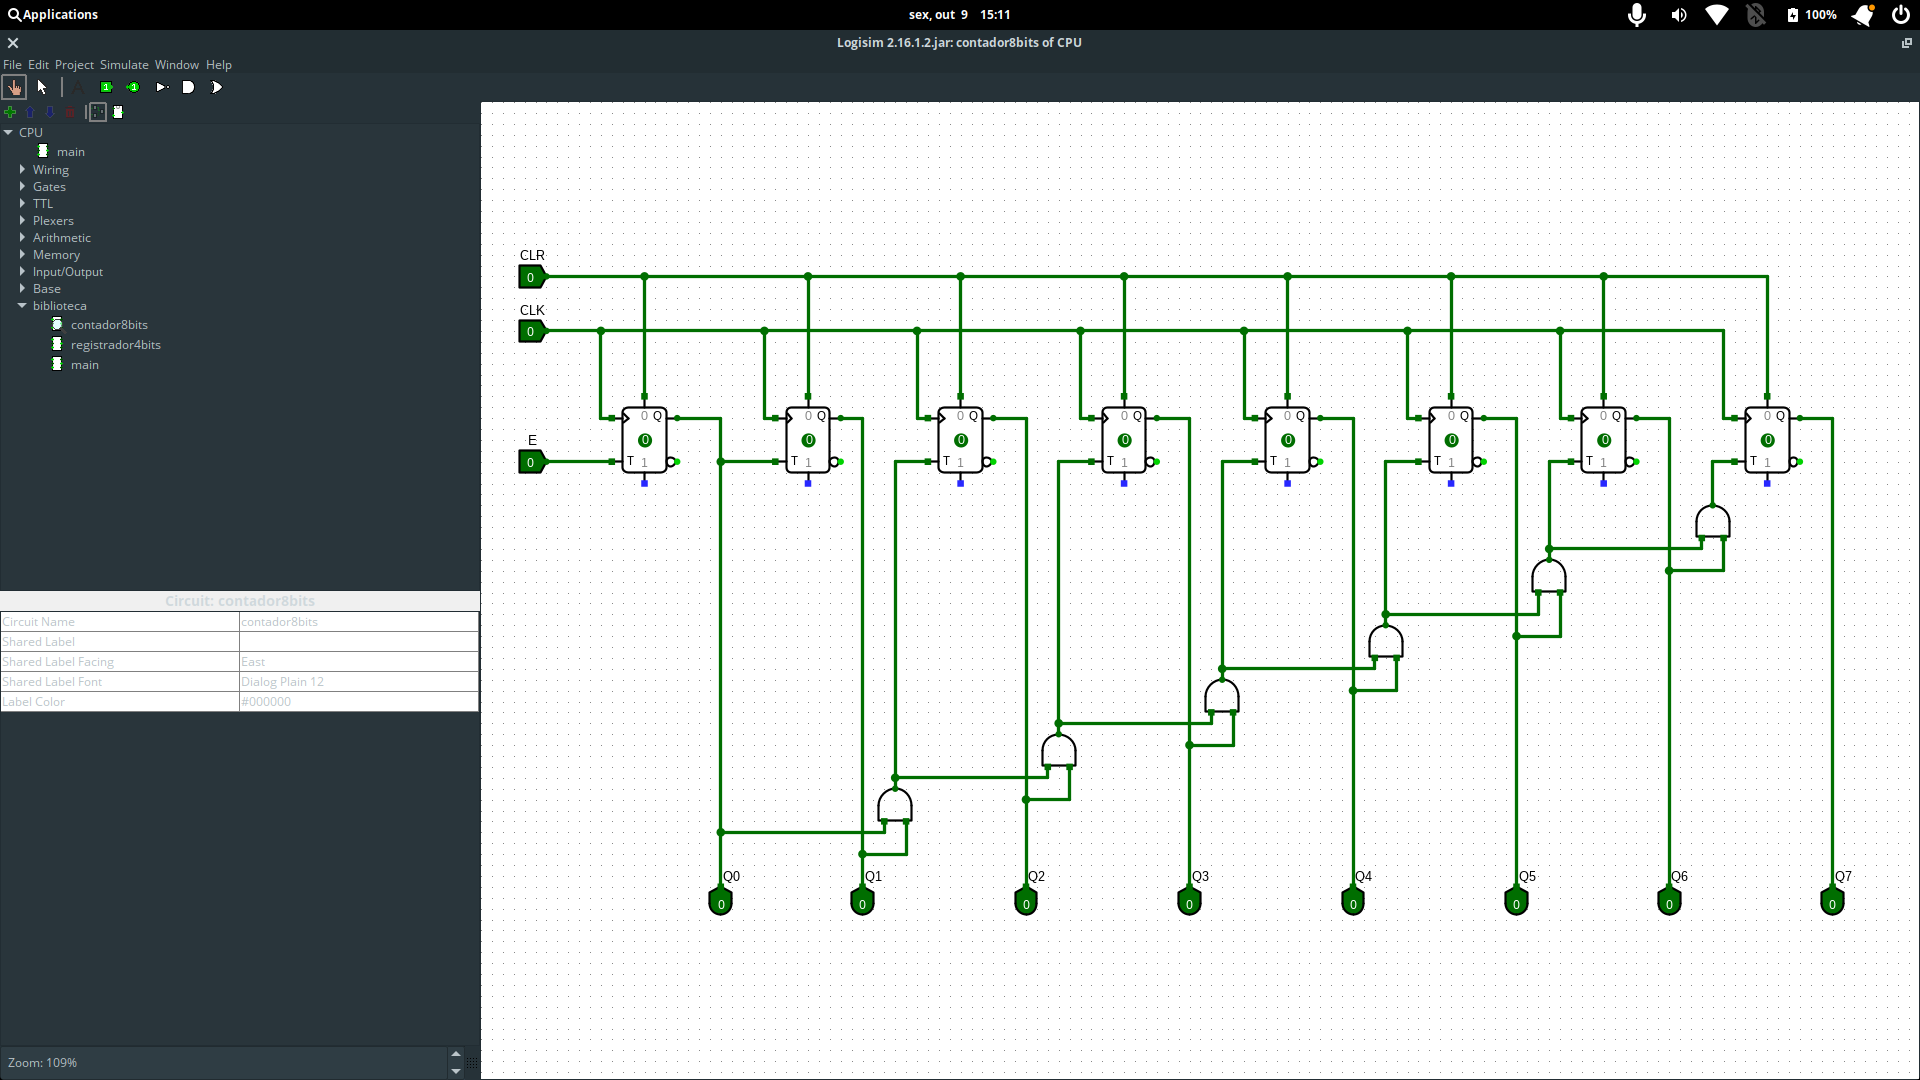 Applications
sex, out 9 15:11
100%
Logisim 2.16.1.2.jar: contador8bits of CPU
File Edit Project Simulate Window Help
CPU
main
Wiring
Gates
TTL
Plexers
Arithmetic
Memory
Input/Output
Base
biblioteca
contador8bits
registrador4bits
main
Circuit: contador8bits
Circuit Name contador8bits
Shared Label
Shared Label Facing East
Shared Label Font Dialog Plain 12
Label Color #000000
Zoom: 109%
CLR
0
CLK
0
0 Q 0 Q 0 Q 0 Q 0 Q 0 Q 0 Q 0 Q
E
0 0 0 0 0 0 0 0
0 T 1 T 1 T 1 T 1 T 1 T 1 T 1 T 1
Q0 Q1 Q2 Q3 Q4 Q5 Q6 Q7
0 0 0 0 0 0 0 0